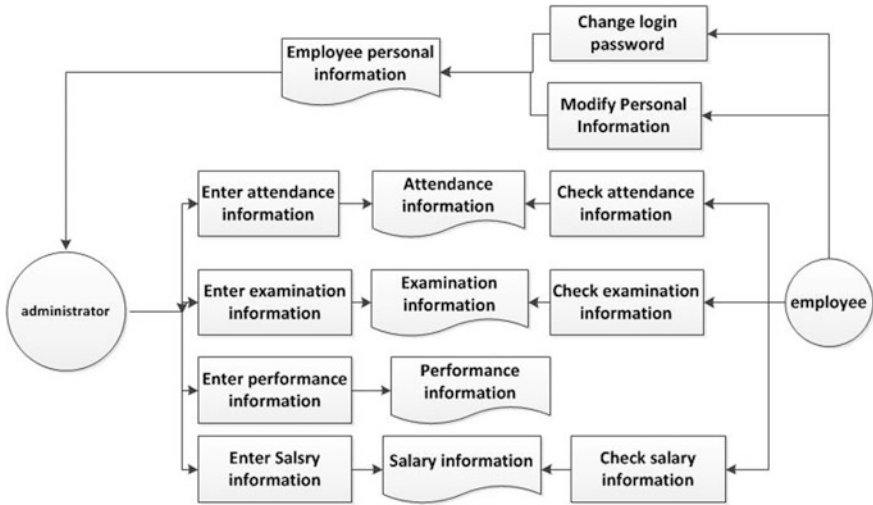 Change login
password
Employee personal
information
Modify Personal
Information
Enter attendance
information
Attendance
information
Check attendance
information
administrator
Enter examination
information
Examination
information
Check examination
information
employee
Enter performance
information
Performance
information
Enter Salsry
information
Salary information
Check salary
information